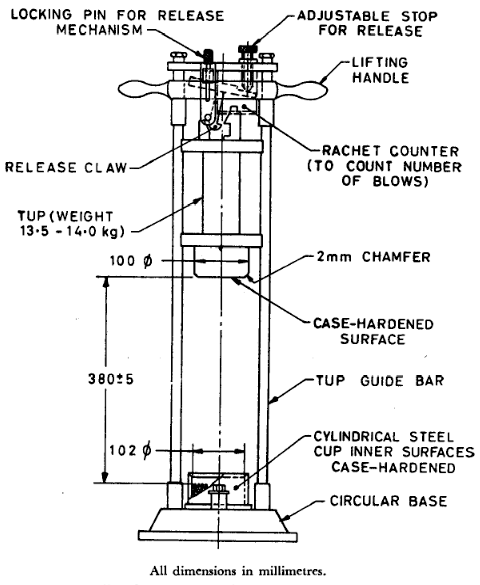 LOCKING PIN FOR RELEASE
MECHANISM
ADJUSTABLE STOP
FOR RELEASE
LIFTING
HANDLE
RACHET COUNTER
(TO COUNT NUMBER
OF BLOWS)
RELEASE CLAW
TUP (WEIGHT
13·5 - 14·0 kg)
100 ϕ
2mm CHAMFER
CASE-HARDENED
SURFACE
380±5
TUP GUIDE BAR
102 ϕ
CYLINDRICAL STEEL
CUP INNER SURFACES
CASE-HARDENED
CIRCULAR BASE
All dimensions in millimetres.